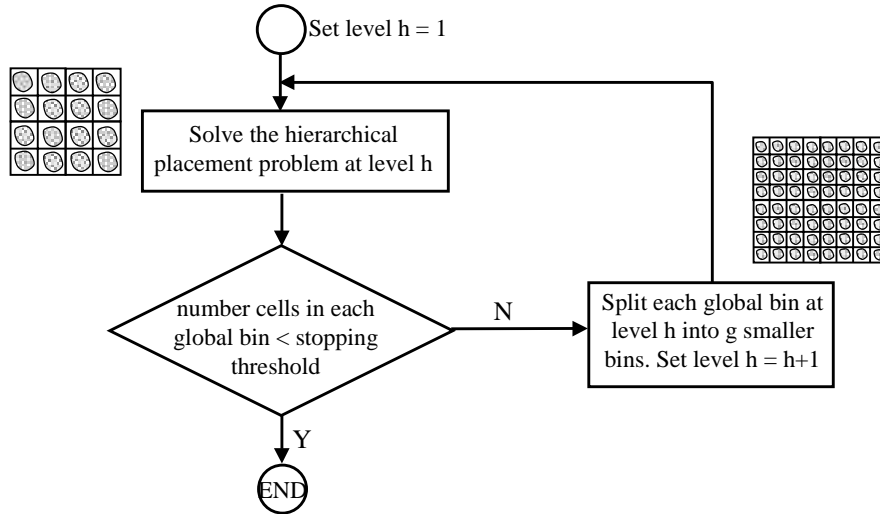 Set level h = 1
Solve the hierarchical
placement problem at level h
number cells in each
global bin < stopping
threshold
N
Split each global bin at
level h into g smaller
bins. Set level h = h+1
Y
END